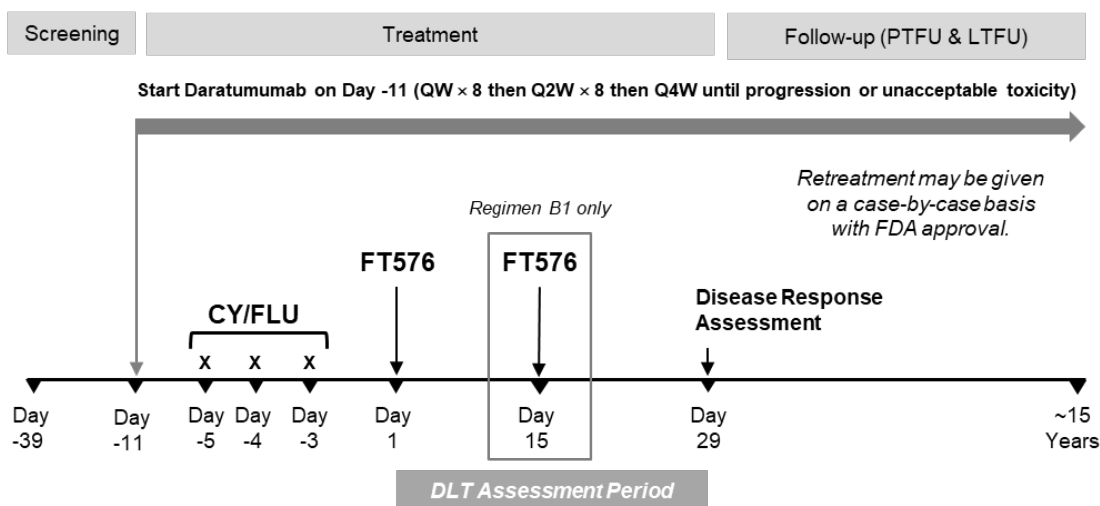 Screening
Treatment
Follow-up (PTFU & LTFU)
Start Daratumumab on Day -11 (QW × 8 then Q2W × 8 then Q4W until progression or unacceptable toxicity)
Retreatment may be given
on a case-by-case basis
with FDA approval.
Regimen B1 only
FT576
FT576
Disease Response
Assessment
CY/FLU
X X X
Day
-39
Day
-11
Day
-5
Day
-4
Day
-3
Day
1
Day
15
Day
29
~15
Years
DLT Assessment Period